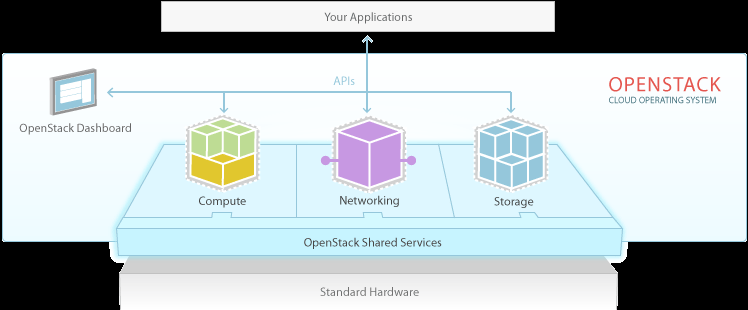 Your Applications
APIs
OPENSTACK
CLOUD OPERATING SYSTEM
OpenStack Dashboard
Compute
Networking
Storage
OpenStack Shared Services
Standard Hardware